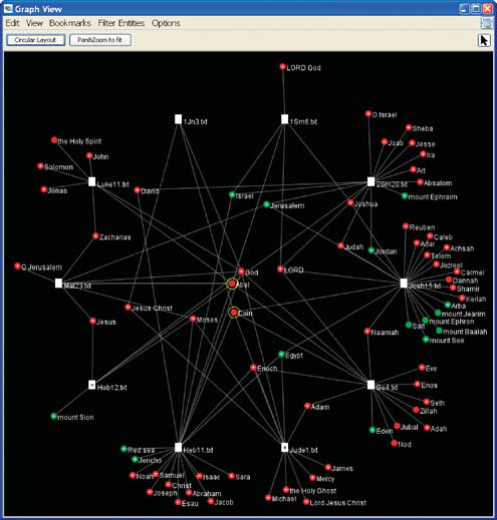 Graph View
Edit View Bookmarks Filter Entities Options
Circular Layout Pan&Zoom to fit
LORD God
1Jn3.txt
1Sm6.txt
O Israel
Sheba
the Holy Spirit
John
Joab
Jesse
Ira
Solomon
Art
Luke11.txt
2Sm20.txt
Absalom
Jonas
David
Israel
mount Ephraim
Jerusalem
Joshua
Reuben
Zacharias
Caleb
Judah
Jordan
Adar
Achsah
Telem
Jezreel
O Jerusalem
God
LORD
Carmel
Mat23.txt
Abel
Josh15.txt
Dannah
Shamir
Keilah
Jesus Christ
Arba
Cain
mount Jearim
Jesus
Moses
mount Ephron
Salt
Naamah
mount Baalah
mount Seir
Egypt
Enoch
Eve
Heb12.txt
Ge4.txt
Enos
Adam
Seth
Zillah
mount Sion
Jubal
Adah
Eden
Nod
Red sea
Heb11.txt
Jude1.txt
Jericho
James
Noah
Samuel
Isaac
Sara
Mercy
Christ
the Holy Ghost
Joseph
Abraham
Michael
Esau
Jacob
Lord Jesus Christ